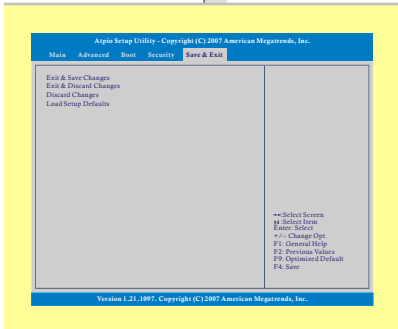 Atpio Setup Utility - Copyright (C) 2007 American Megatrends, Inc.
Main Advanced Boot Security Save & Exit
Exit & Save Changes
Exit & Discard Changes
Discard Changes
Load Setup Defaults
↔:Select Screen
↕:Select Item
Enter: Select
+/-: Change Opt.
F1: General Help
F2: Previous Values
F9: Optimized Default
F4: Save
Version 1.21.1097. Copyright (C) 2007 American Megatrends, Inc.